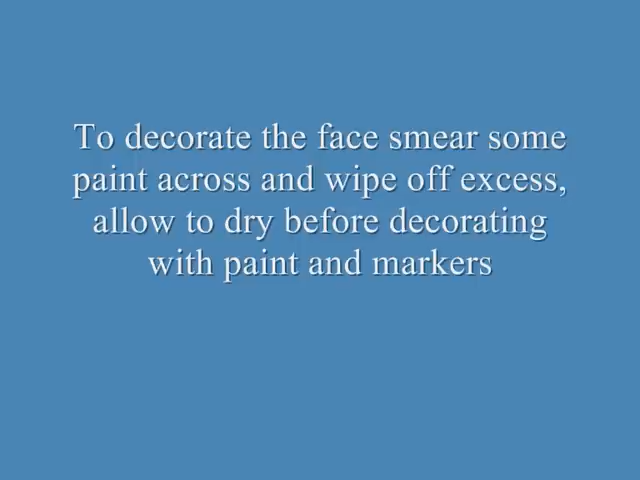 To decorate the face smear some
paint across and wipe off excess,
allow to dry before decorating
with paint and markers